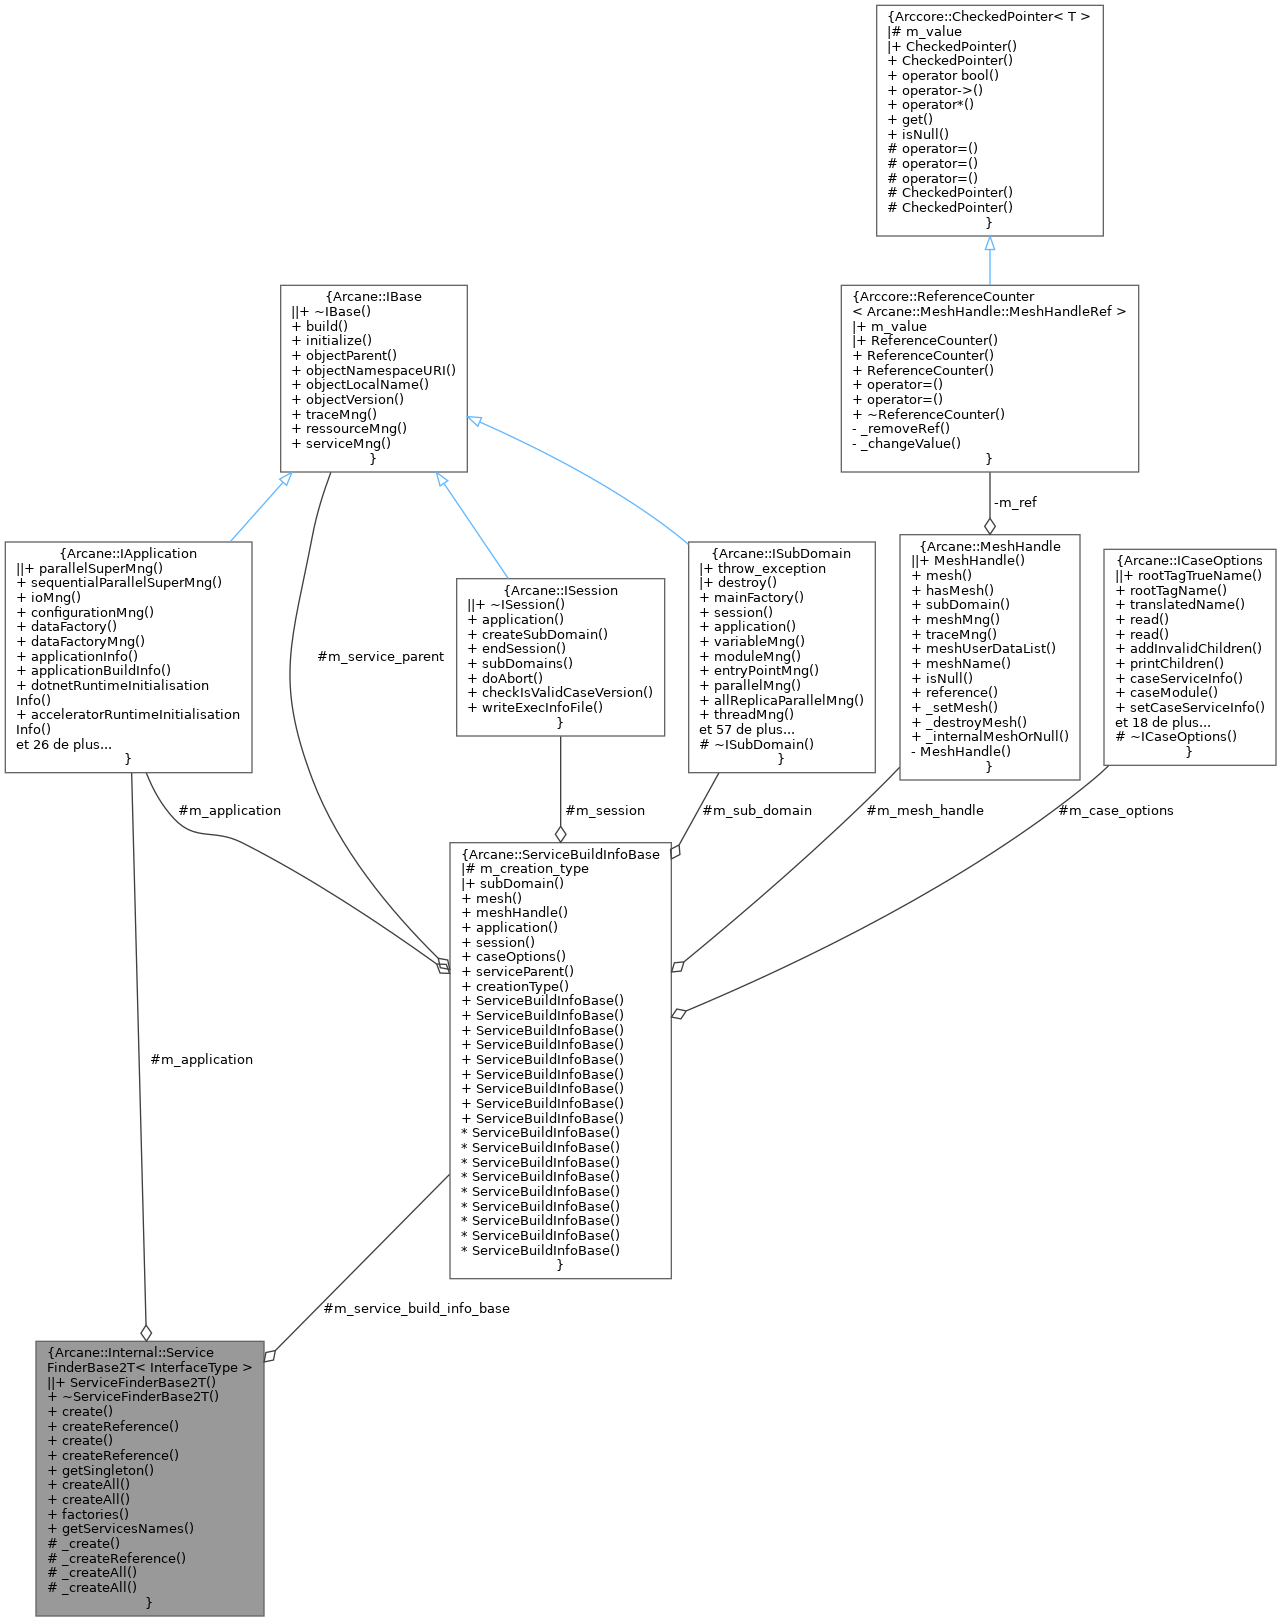 {Arccore::CheckedPointer< T >
|# m_value
|+ CheckedPointer()
+ CheckedPointer()
+ operator bool()
+ operator->()
+ operator*()
+ get()
+ isNull()
# operator=()
# operator=()
# operator=()
# CheckedPointer()
# CheckedPointer()
}
{Arcane::IBase
||+ ~IBase()
+ build()
+ initialize()
+ objectParent()
+ objectNamespaceURI()
+ objectLocalName()
+ objectVersion()
+ traceMng()
+ ressourceMng()
+ serviceMng()
}
{Arccore::ReferenceCounter
< Arcane::MeshHandle::MeshHandleRef >
|+ m_value
|+ ReferenceCounter()
+ ReferenceCounter()
+ ReferenceCounter()
+ operator=()
+ operator=()
+ ~ReferenceCounter()
- _removeRef()
- _changeValue()
}
-m_ref
{Arcane::IApplication
||+ parallelSuperMng()
+ sequentialParallelSuperMng()
+ ioMng()
+ configurationMng()
+ dataFactory()
+ dataFactoryMng()
+ applicationInfo()
+ applicationBuildInfo()
+ dotnetRuntimeInitialisation
Info()
+ acceleratorRuntimeInitialisation
Info()
et 26 de plus...
}
#m_service_parent
{Arcane::ISession
||+ ~ISession()
+ application()
+ createSubDomain()
+ endSession()
+ subDomains()
+ doAbort()
+ checkIsValidCaseVersion()
+ writeExecInfoFile()
}
{Arcane::ISubDomain
|+ throw_exception
|+ destroy()
+ mainFactory()
+ session()
+ application()
+ variableMng()
+ moduleMng()
+ entryPointMng()
+ parallelMng()
+ allReplicaParallelMng()
+ threadMng()
et 57 de plus...
# ~ISubDomain()
}
{Arcane::MeshHandle
||+ MeshHandle()
+ mesh()
+ hasMesh()
+ subDomain()
+ meshMng()
+ traceMng()
+ meshUserDataList()
+ meshName()
+ isNull()
+ reference()
+ _setMesh()
+ _destroyMesh()
+ _internalMeshOrNull()
- MeshHandle()
}
{Arcane::ICaseOptions
||+ rootTagTrueName()
+ rootTagName()
+ translatedName()
+ read()
+ read()
+ addInvalidChildren()
+ printChildren()
+ caseServiceInfo()
+ caseModule()
+ setCaseServiceInfo()
et 18 de plus...
# ~ICaseOptions()
}
#m_application
#m_session
#m_sub_domain
#m_mesh_handle
#m_case_options
{Arcane::ServiceBuildInfoBase
|# m_creation_type
|+ subDomain()
+ mesh()
+ meshHandle()
+ application()
+ session()
+ caseOptions()
+ serviceParent()
+ creationType()
+ ServiceBuildInfoBase()
+ ServiceBuildInfoBase()
+ ServiceBuildInfoBase()
+ ServiceBuildInfoBase()
+ ServiceBuildInfoBase()
+ ServiceBuildInfoBase()
+ ServiceBuildInfoBase()
+ ServiceBuildInfoBase()
+ ServiceBuildInfoBase()
* ServiceBuildInfoBase()
* ServiceBuildInfoBase()
* ServiceBuildInfoBase()
* ServiceBuildInfoBase()
* ServiceBuildInfoBase()
* ServiceBuildInfoBase()
* ServiceBuildInfoBase()
* ServiceBuildInfoBase()
* ServiceBuildInfoBase()
}
#m_application
#m_service_build_info_base
{Arcane::Internal::Service
FinderBase2T< InterfaceType >
||+ ServiceFinderBase2T()
+ ~ServiceFinderBase2T()
+ create()
+ createReference()
+ create()
+ createReference()
+ getSingleton()
+ createAll()
+ createAll()
+ factories()
+ getServicesNames()
# _create()
# _createReference()
# _createAll()
# _createAll()
}